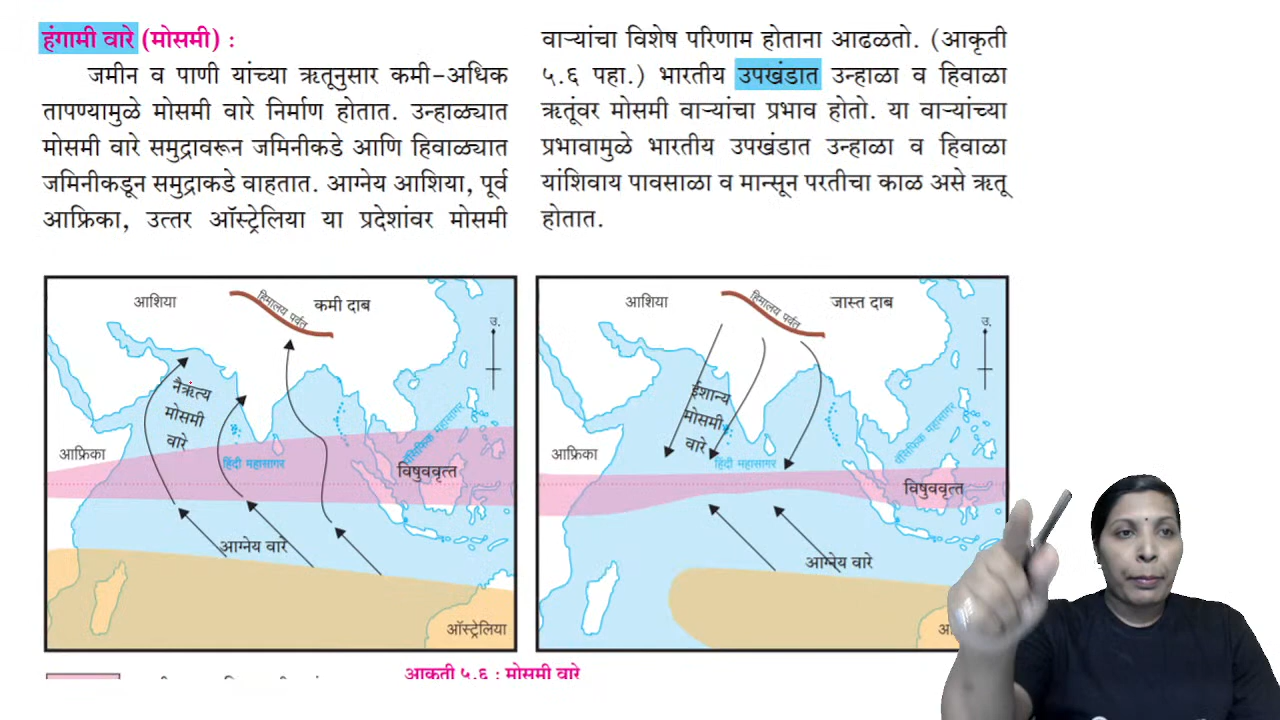 हंगामी वारे (मोसमी) :
जमीन व पाणी यांच्या ऋतूनुसार कमी-अधिक
तापण्यामुळे मोसमी वारे निर्माण होतात. उन्हाळ्यात
मोसमी वारे समुद्रावरून जमिनीकडे आणि हिवाळ्यात
जमिनीकडून समुद्राकडे वाहतात. आग्नेय आशिया, पूर्व
आफ्रिका, उत्तर ऑस्ट्रेलिया या प्रदेशांवर मोसमी
वाऱ्यांचा विशेष परिणाम होताना आढळतो. (आकृती
५.६ पहा.) भारतीय उपखंडात उन्हाळा व हिवाळा
ऋतूंवर मोसमी वाऱ्यांचा प्रभाव होतो. या वाऱ्यांच्या
प्रभावामुळे भारतीय उपखंडात उन्हाळा व हिवाळा
यांशिवाय पावसाळा व मान्सून परतीचा काळ असे ऋतू
होतात.
आशिया
हिमालय पर्वत
कमी दाब
उ.
नैऋत्य
मोसमी
वारे
पॅसिफिक महासागर
आफ्रिका
हिंदी महासागर
विषुववृत्त
आग्नेय वारे
ऑस्ट्रेलिया
आशिया
हिमालय पर्वत
जास्त दाब
उ.
ईशान्य
मोसमी
वारे
पॅसिफिक महासागर
आफ्रिका
हिंदी महासागर
विषुववृत्त
आग्नेय वारे
आकृती ५.६ : मोसमी वारे